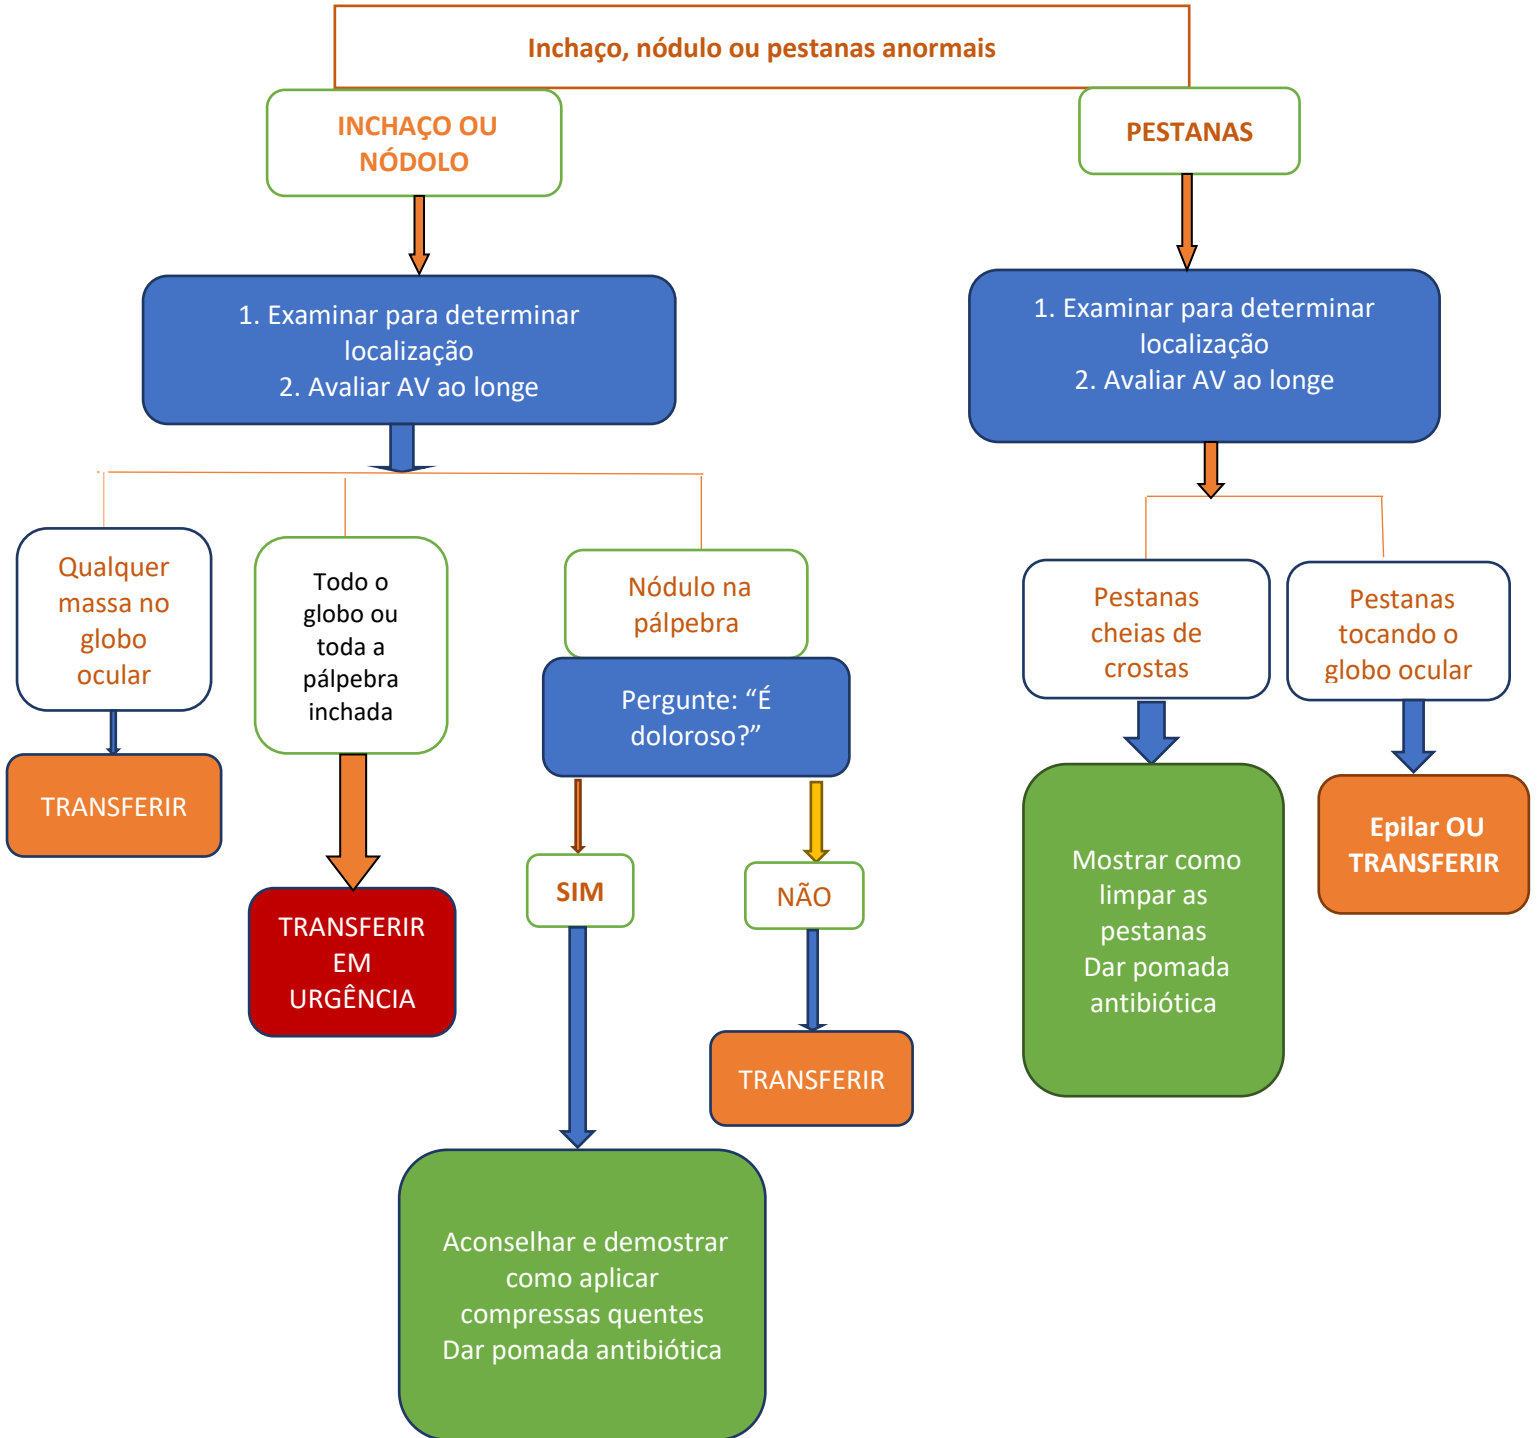 Inchaço, nódulo ou pestanas anormais
INCHAÇO OU
NÓDOLO
PESTANAS
1. Examinar para determinar
localização
2. Avaliar AV ao longe
1. Examinar para determinar
localização
2. Avaliar AV ao longe
Qualquer
massa no
globo
ocular
Todo o
globo ou
toda a
pálpebra
inchada
Nódulo na
pálpebra
Pestanas
cheias de
crostas
Pestanas
tocando o
globo ocular
Pergunte: “É
doloroso?”
TRANSFERIR
Epilar OU
TRANSFERIR
SIM
NÃO
Mostrar como
limpar as
pestanas
Dar pomada
antibiótica
TRANSFERIR
EM
URGÊNCIA
TRANSFERIR
Aconselhar e demostrar
como aplicar
compressas quentes
Dar pomada antibiótica